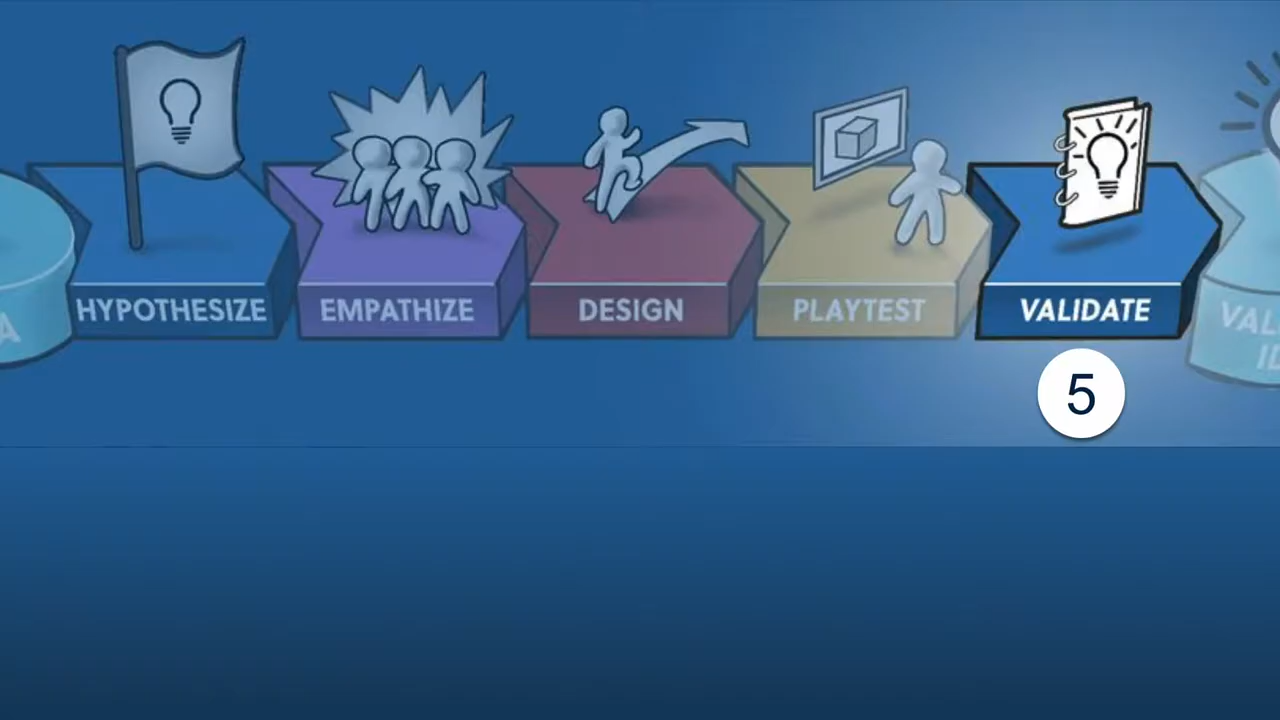 HYPOTHESIZE
EMPATHIZE
DESIGN
PLAYTEST
VALIDATE
5